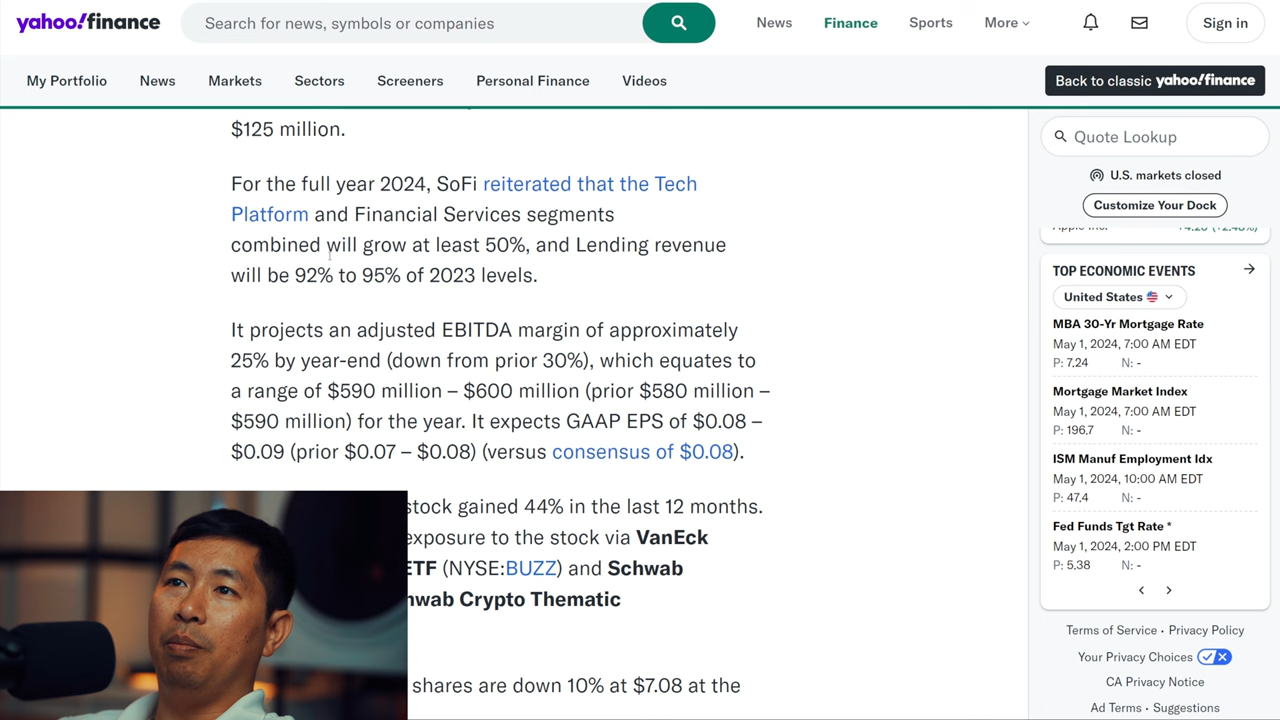 yahoo!finance
Search for news, symbols or companies
News
Finance
Sports
More
Sign in
My Portfolio
News
Markets
Sectors
Screeners
Personal Finance
Videos
Back to classic yahoo!finance
$125 million.
For the full year 2024, SoFi reiterated that the Tech
Platform and Financial Services segments
combined will grow at least 50%, and Lending revenue
will be 92% to 95% of 2023 levels.
It projects an adjusted EBITDA margin of approximately
25% by year-end (down from prior 30%), which equates to
a range of $590 million – $600 million (prior $580 million –
$590 million) for the year. It expects GAAP EPS of $0.08 –
$0.09 (prior $0.07 – $0.08) (versus consensus of $0.08).
stock gained 44% in the last 12 months.
exposure to the stock via VanEck
ETF (NYSE:BUZZ) and Schwab
hwab Crypto Thematic
shares are down 10% at $7.08 at the
Quote Lookup
U.S. markets closed
Customize Your Dock
TOP ECONOMIC EVENTS
United States
MBA 30-Yr Mortgage Rate
May 1, 2024, 7:00 AM EDT
P: 7.24 N: -
Mortgage Market Index
May 1, 2024, 7:00 AM EDT
P: 196.7 N: -
ISM Manuf Employment Idx
May 1, 2024, 10:00 AM EDT
P: 47.4 N: -
Fed Funds Tgt Rate *
May 1, 2024, 2:00 PM EDT
P: 5.38 N: -
Terms of Service • Privacy Policy
Your Privacy Choices
CA Privacy Notice
Ad Terms • Suggestions